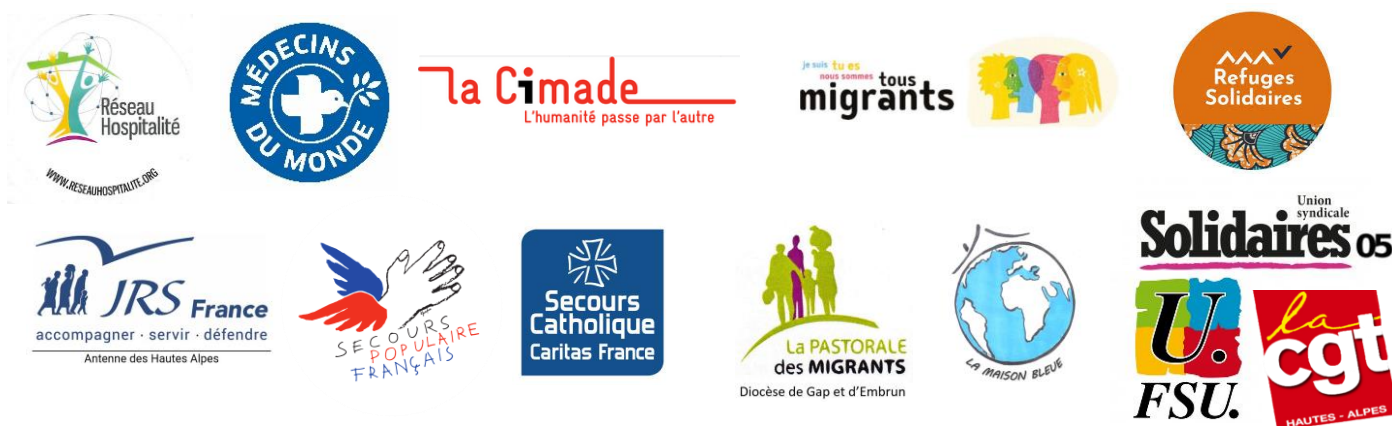 Réseau
Hospitalité
WWW.RESEAUHOSPITALITE.ORG
MÉDECINS
DU MONDE
la Cimade
L'humanité passe par l'autre
je suis tu es
nous sommes tous
migrants
Refuges
Solidaires
JRS France
accompagner · servir · défendre
Antenne des Hautes Alpes
SECOURS
POPULAIRE
FRANÇAIS
Secours
Catholique
Caritas France
La PASTORALE
des MIGRANTS
Diocèse de Gap et d'Embrun
LA MAISON BLEUE
Union
syndicale
Solidaires 05
U.
FSU.
la
cgt
HAUTES - ALPES